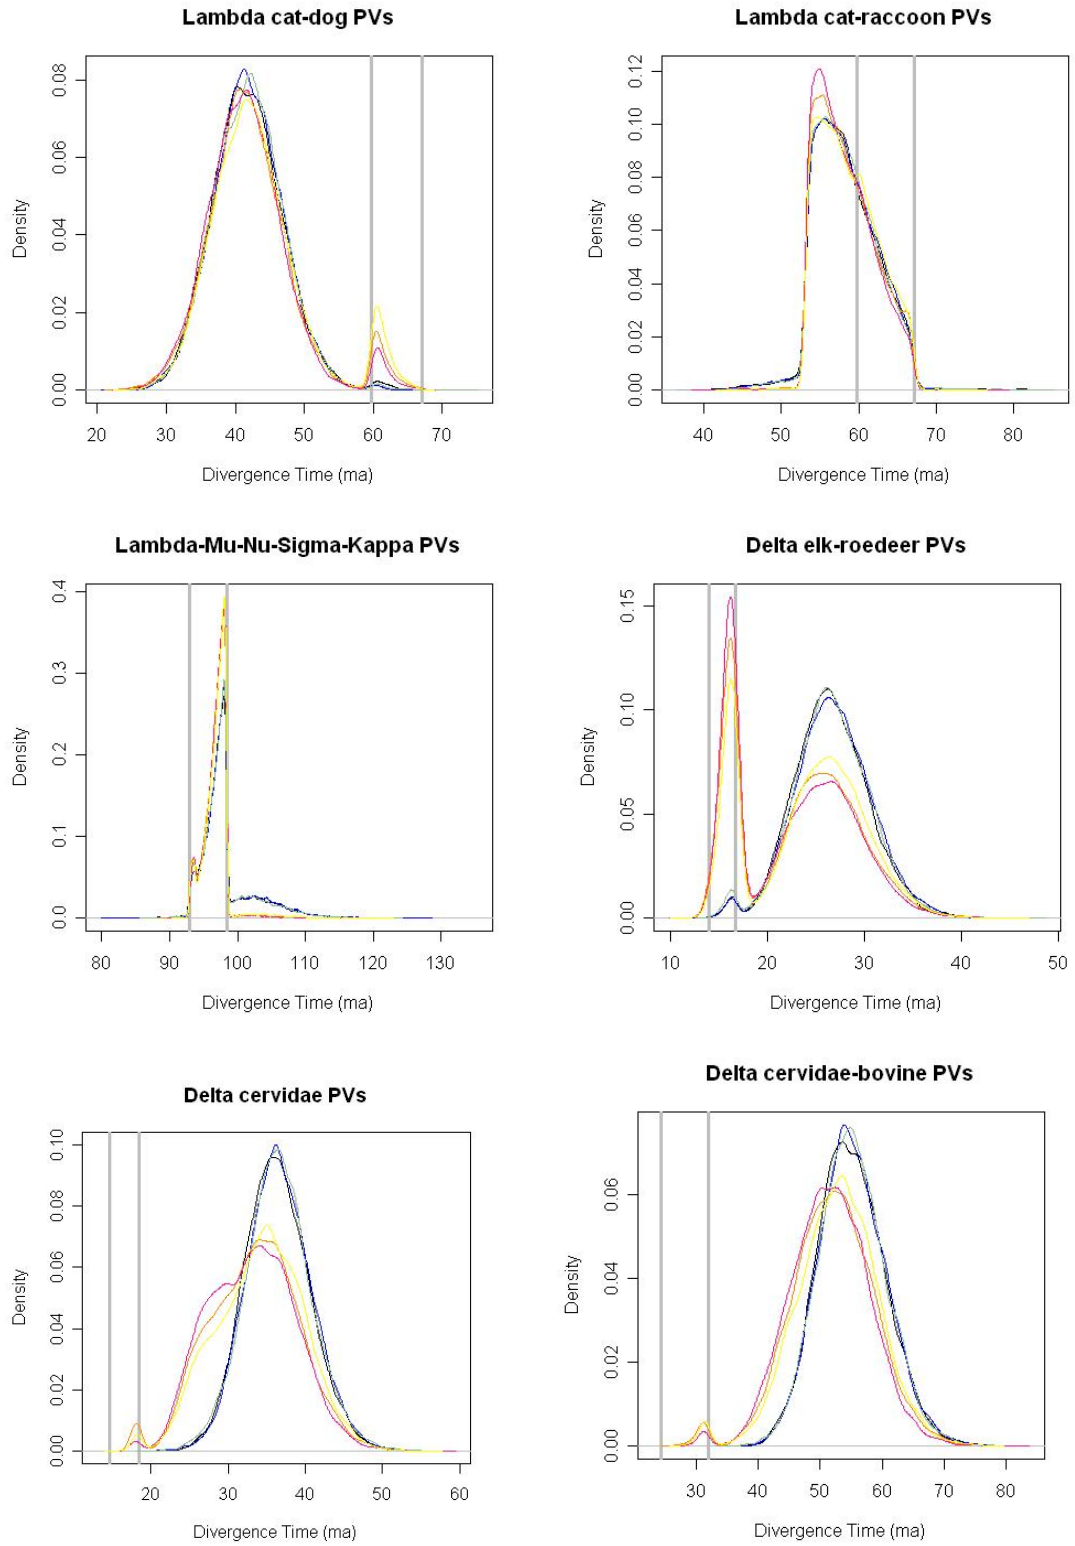 Lambda cat-dog PVs
Density
0.00 0.02 0.04 0.06 0.08
20 30 40 50 60 70
Divergence Time (ma)
Lambda cat-raccoon PVs
Density
0.00 0.02 0.04 0.06 0.08 0.10 0.12
40 50 60 70 80
Divergence Time (ma)
Lambda-Mu-Nu-Sigma-Kappa PVs
Density
0.0 0.1 0.2 0.3 0.4
80 90 100 110 120 130
Divergence Time (ma)
Delta elk-roedeer PVs
Density
0.00 0.05 0.10 0.15
10 20 30 40 50
Divergence Time (ma)
Delta cervidae PVs
Density
0.00 0.02 0.04 0.06 0.08 0.10
20 30 40 50 60
Divergence Time (ma)
Delta cervidae-bovine PVs
Density
0.00 0.02 0.04 0.06
30 40 50 60 70 80
Divergence Time (ma)